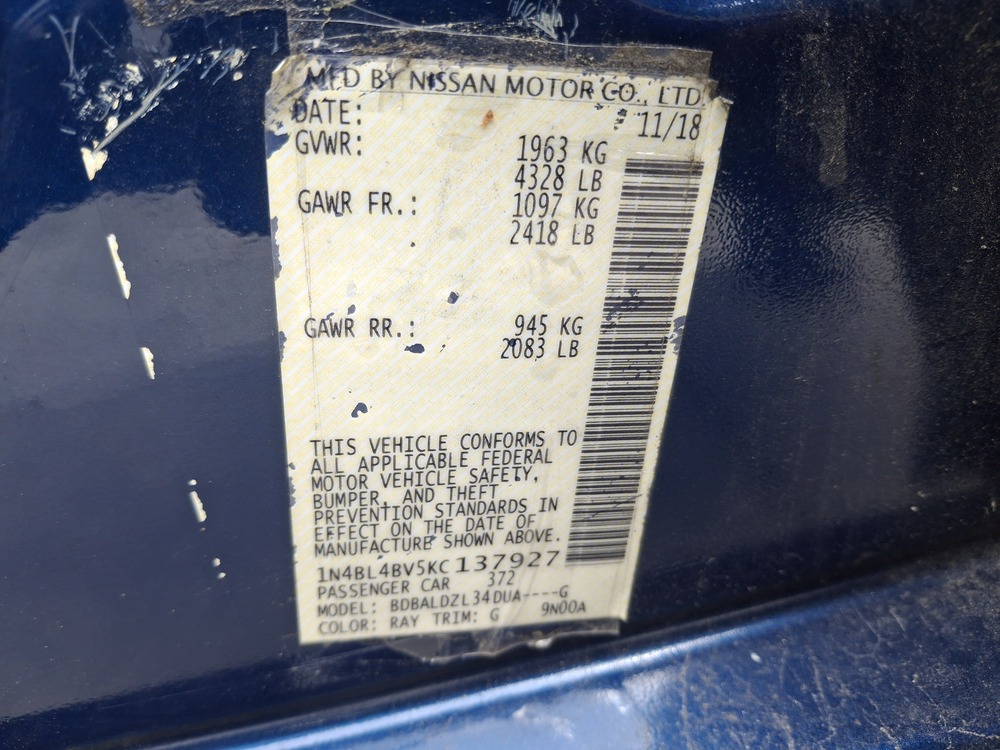 MFD BY NISSAN MOTOR CO., LTD.
DATE: 11/18
GVWR: 1963 KG
4328 LB
GAWR FR.: 1097 KG
2418 LB
GAWR RR.: 945 KG
2083 LB
THIS VEHICLE CONFORMS TO
ALL APPLICABLE FEDERAL
MOTOR VEHICLE SAFETY,
BUMPER, AND THEFT
PREVENTION STANDARDS IN
EFFECT ON THE DATE OF
MANUFACTURE SHOWN ABOVE.
1N4BL4BV5KC137927
PASSENGER CAR 372
MODEL: BDBALDZL34DUA----G
COLOR: RAY TRIM: G 9N00A